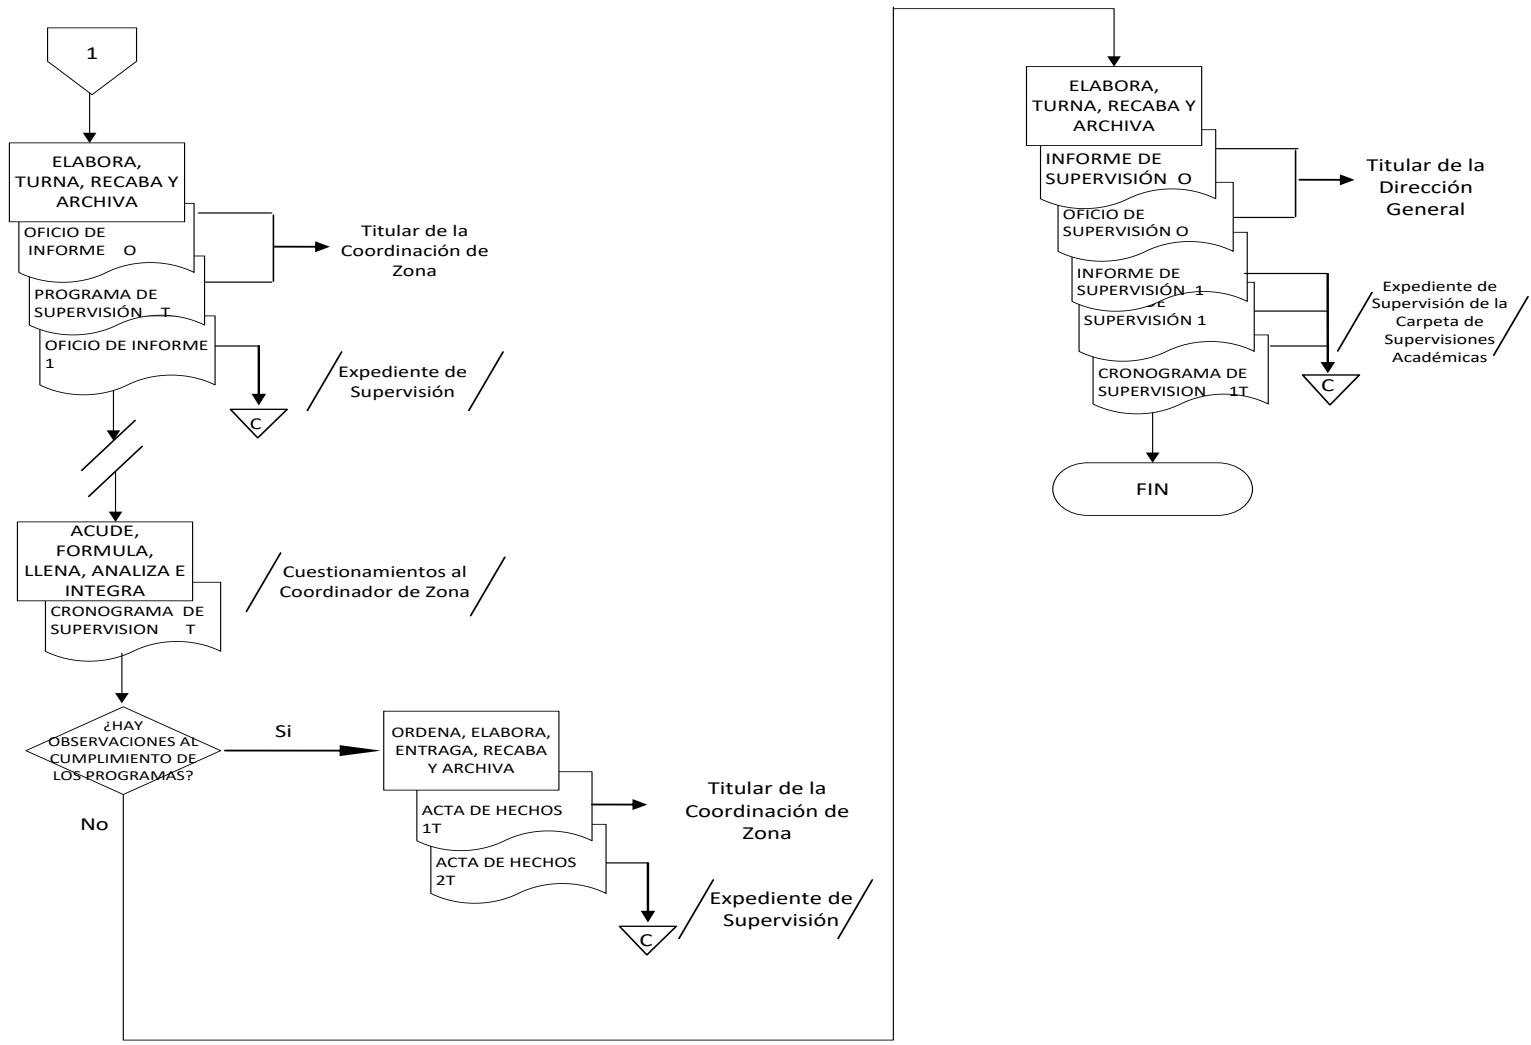 1
ELABORA,
TURNA, RECABA Y
ARCHIVA
OFICIO DE
INFORME O
PROGRAMA DE
SUPERVISIÓN T
OFICIO DE INFORME
1
Titular de la
Coordinación de
Zona
Expediente de
Supervisión
C
ACUDE,
FORMULA,
LLENA, ANALIZA E
INTEGRA
CRONOGRAMA DE
SUPERVISION T
Cuestionamientos al
Coordinador de Zona
¿HAY
OBSERVACIONES AL
CUMPLIMIENTO DE
LOS PROGRAMAS?
Si
No
ORDENA, ELABORA,
ENTRAGA, RECABA
Y ARCHIVA
ACTA DE HECHOS
1T
ACTA DE HECHOS
2T
Titular de la
Coordinación de
Zona
Expediente de
Supervisión
C
ELABORA,
TURNA, RECABA Y
ARCHIVA
INFORME DE
SUPERVISIÓN O
OFICIO DE
SUPERVISIÓN O
INFORME DE
SUPERVISIÓN 1
SUPERVISIÓN 1
CRONOGRAMA DE
SUPERVISION 1T
Titular de la
Dirección
General
Expediente de
Supervisión de la
Carpeta de
Supervisiones
Académicas
C
FIN